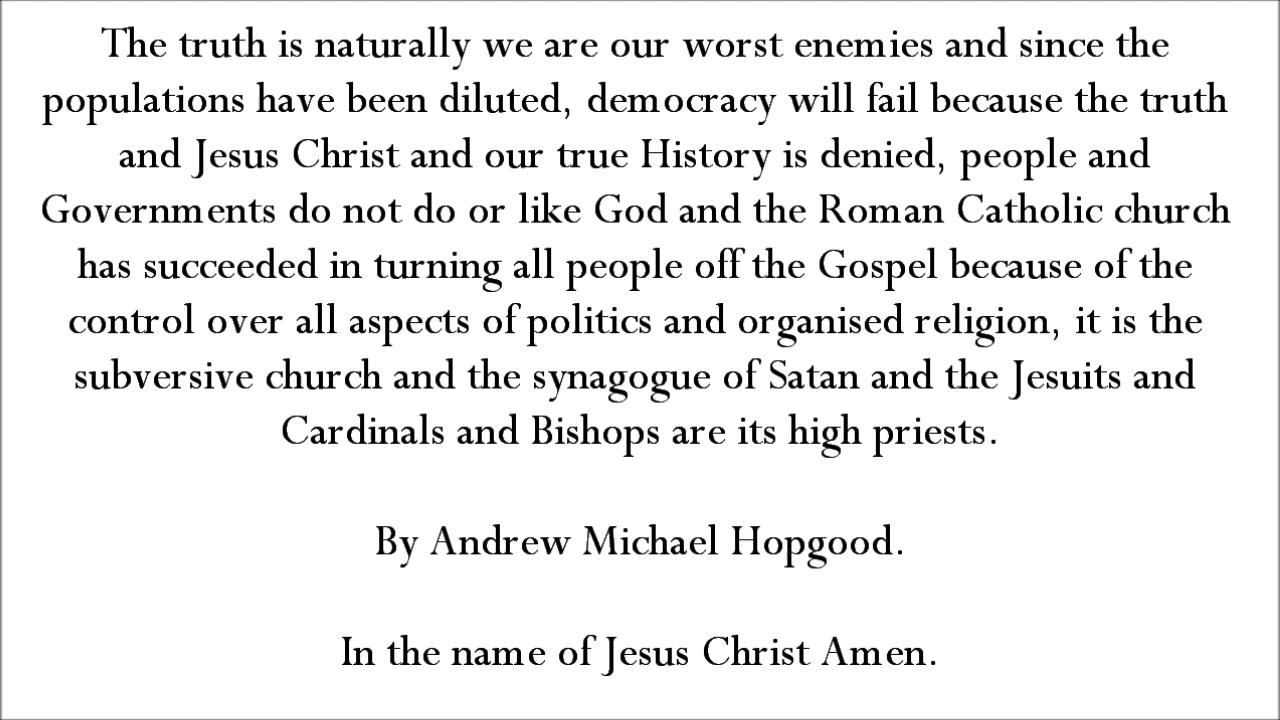 The truth is naturally we are our worst enemies and since the
populations have been diluted, democracy will fail because the truth
and Jesus Christ and our true History is denied, people and
Governments do not do or like God and the Roman Catholic church
has succeeded in turning all people off the Gospel because of the
control over all aspects of politics and organised religion, it is the
subversive church and the synagogue of Satan and the Jesuits and
Cardinals and Bishops are its high priests.
By Andrew Michael Hopgood.
In the name of Jesus Christ Amen.